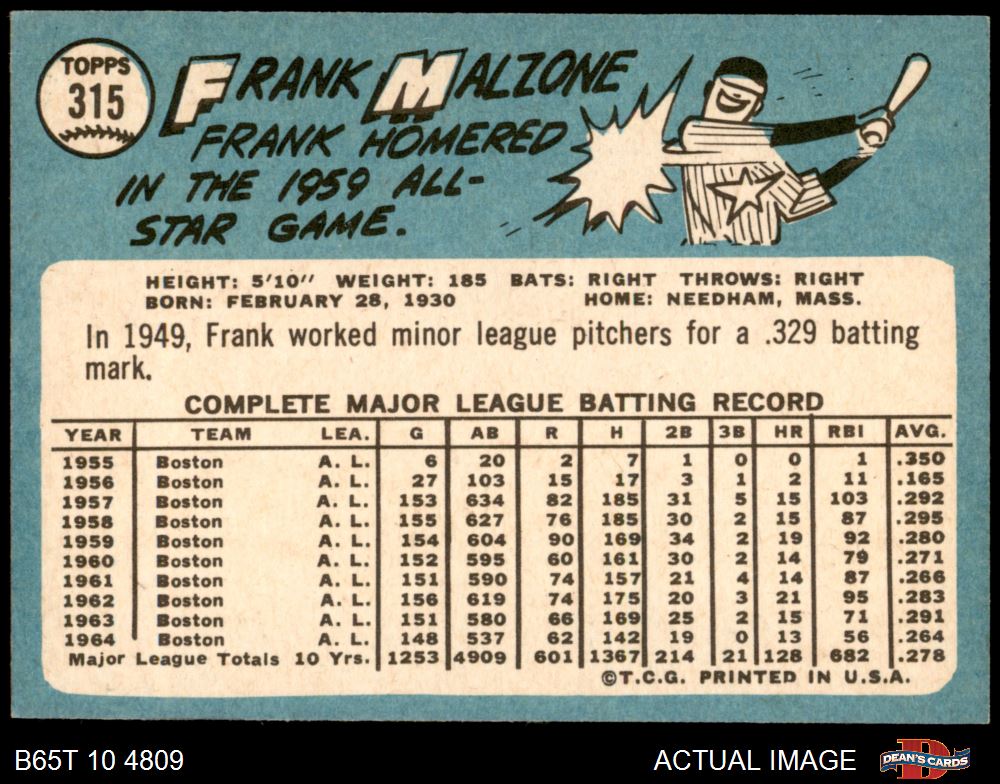 TOPPS
315
FRANK MALZONE
FRANK HOMERED
IN THE 1959 ALL-
STAR GAME.
HEIGHT: 5'10" WEIGHT: 185 BATS: RIGHT THROWS: RIGHT
BORN: FEBRUARY 28, 1930 HOME: NEEDHAM, MASS.
In 1949, Frank worked minor league pitchers for a .329 batting
mark.
COMPLETE MAJOR LEAGUE BATTING RECORD
YEAR TEAM LEA. G AB R H 2B 3B HR RBI AVG.
1955 Boston A. L. 6 20 2 7 1 0 0 1 .350
1956 Boston A. L. 27 103 15 17 3 1 2 11 .165
1957 Boston A. L. 153 634 82 185 31 5 15 103 .292
1958 Boston A. L. 155 627 76 185 30 2 15 87 .295
1959 Boston A. L. 154 604 90 169 34 2 19 92 .280
1960 Boston A. L. 152 595 60 161 30 2 14 79 .271
1961 Boston A. L. 151 590 74 157 21 4 14 87 .266
1962 Boston A. L. 156 619 74 175 20 3 21 95 .283
1963 Boston A. L. 151 580 66 169 25 2 15 71 .291
1964 Boston A. L. 148 537 62 142 19 0 13 56 .264
Major League Totals 10 Yrs. 1253 4909 601 1367 214 21 128 682 .278
©T.C.G. PRINTED IN U.S.A.
B65T 10 4809 ACTUAL IMAGE DEAN'S CARDS